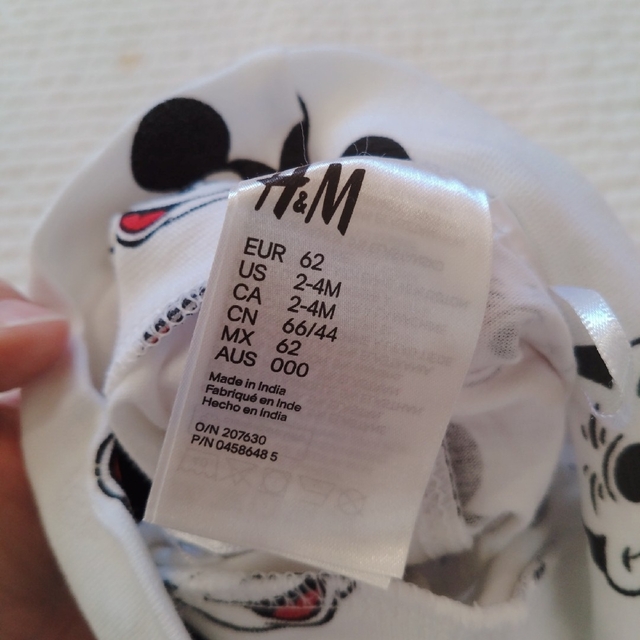 H&M
EUR 62
US 2-4M
CA 2-4M
CN 66/44
MX 62
AUS 000
Made in India
Fabriqué en Inde
Hecho en India
O/N 207630
P/N 0458648 5